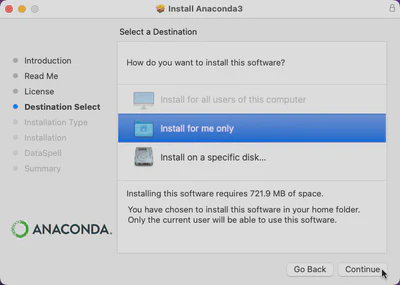 Install Anaconda3
Select a Destination
Introduction
Read Me
License
Destination Select
Installation Type
Installation
DataSpell
Summary
How do you want to install this software?
Install for all users of this computer
Install for me only
Install on a specific disk...
Installing this software requires 721.9 MB of space.
You have chosen to install this software in your home folder.
Only the current user will be able to use this software.
ANACONDA.
Go Back
Continue